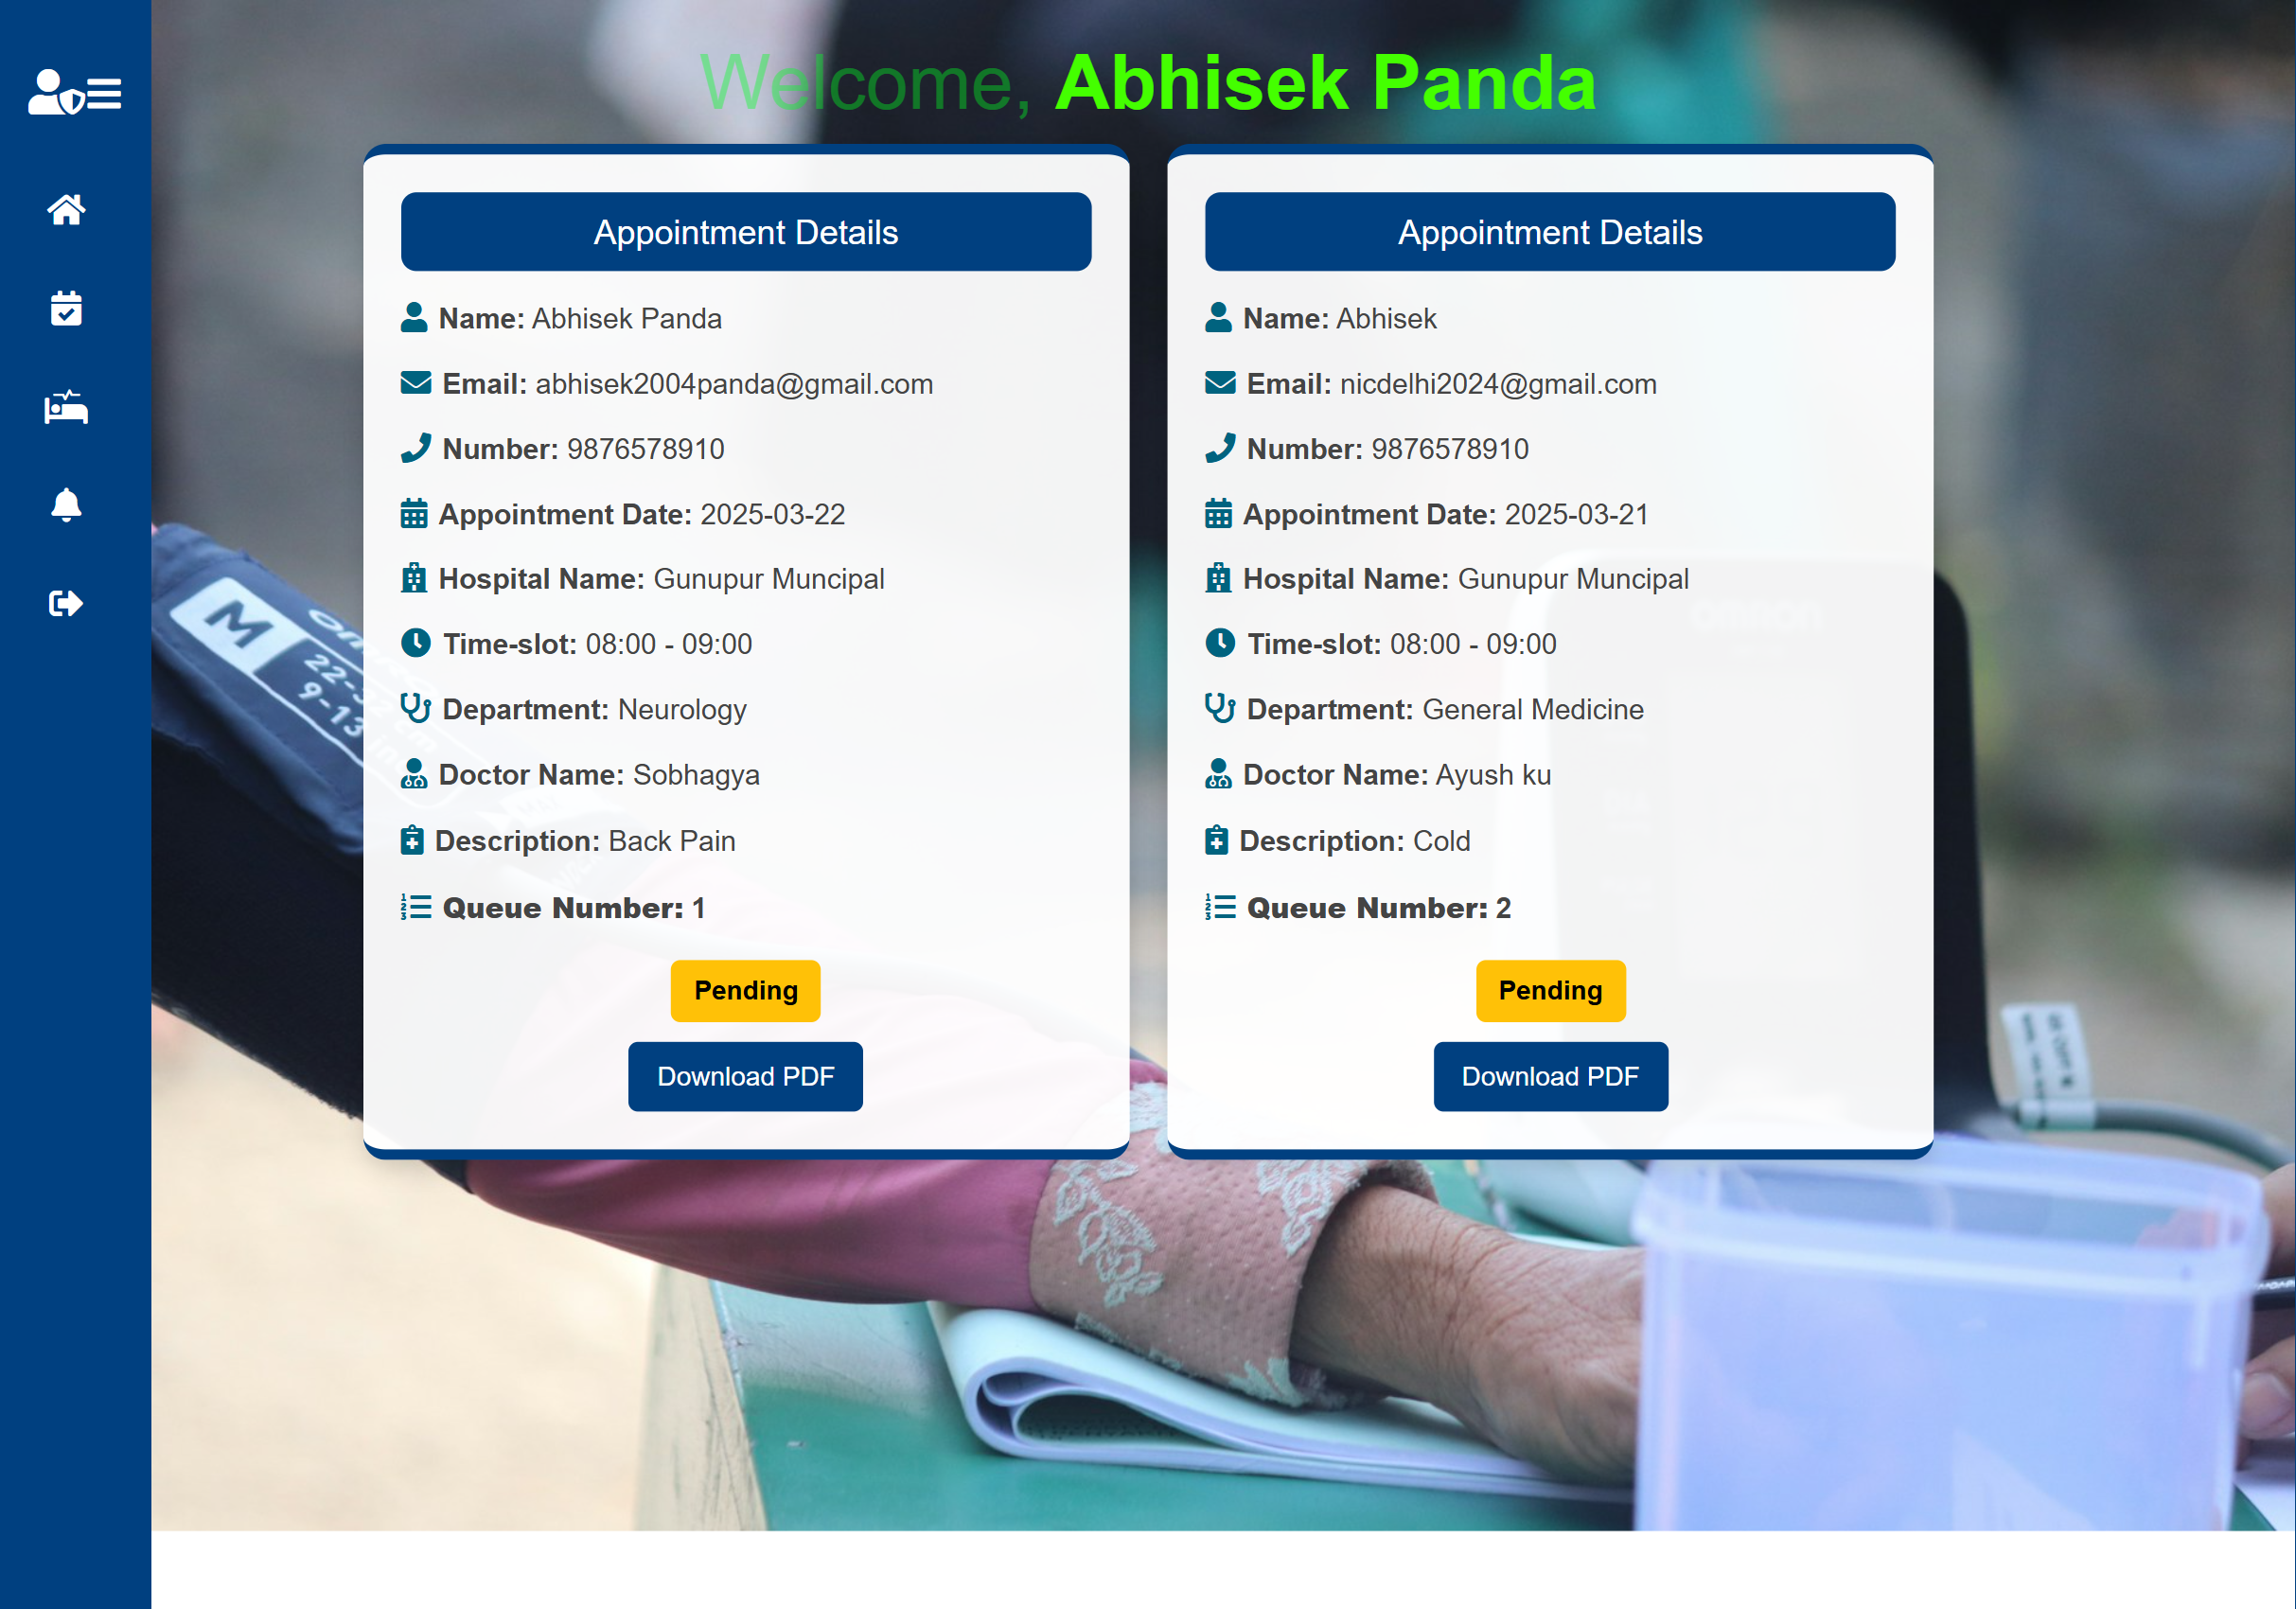 Welcome, Abhisek Panda
Appointment Details
Name: Abhisek Panda
Email: abhisek2004panda@gmail.com
Number: 9876578910
Appointment Date: 2025-03-22
Hospital Name: Gunupur Muncipal
Time-slot: 08:00 - 09:00
Department: Neurology
Doctor Name: Sobhagya
Description: Back Pain
Queue Number: 1
Pending
Download PDF
Appointment Details
Name: Abhisek
Email: nicdelhi2024@gmail.com
Number: 9876578910
Appointment Date: 2025-03-21
Hospital Name: Gunupur Muncipal
Time-slot: 08:00 - 09:00
Department: General Medicine
Doctor Name: Ayush ku
Description: Cold
Queue Number: 2
Pending
Download PDF
M